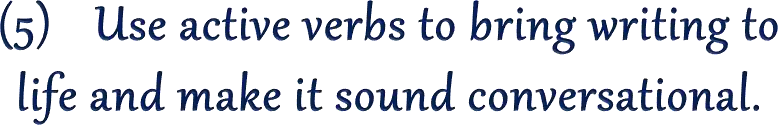 (5) Use active verbs to bring writing to
life and make it sound conversational.